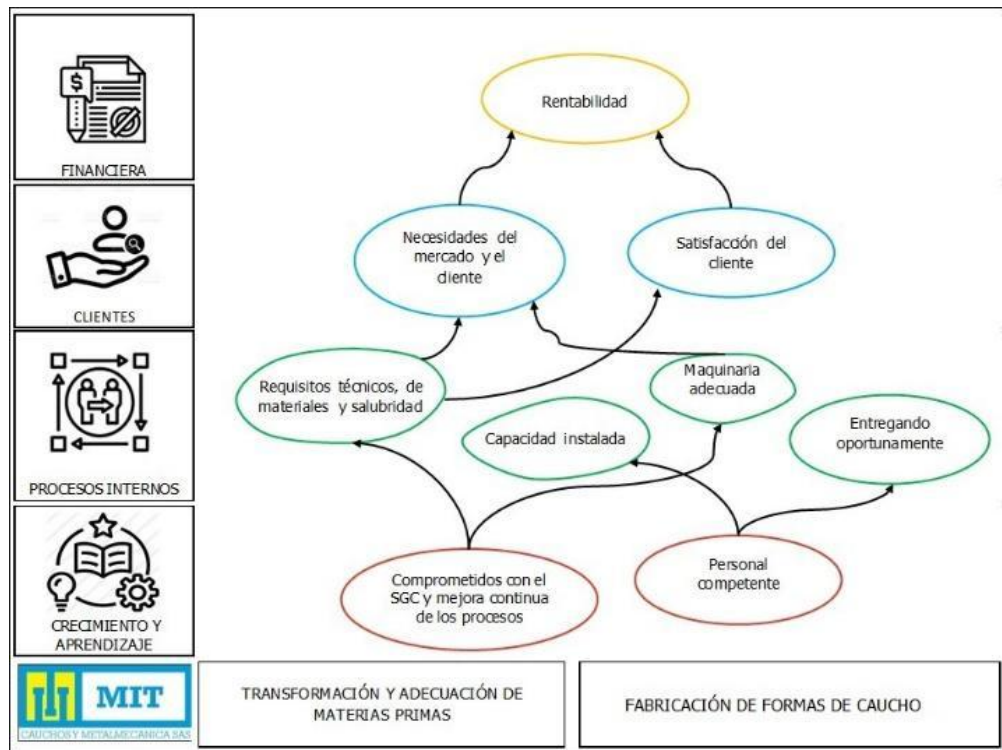 $
FINANCIERA
CLIENTES
PROCESOS INTERNOS
CRECIMIENTO Y
APRENDIZAJE
Rentabilidad
Necesidades del
mercado y el
cliente
Satisfacción del
cliente
Requisitos técnicos, de
materiales y salubridad
Maquinaria
adecuada
Capacidad instalada
Entregando
oportunamente
Comprometidos con el
SGC y mejora continua
de los procesos
Personal
competente
MIT
CAUCHOS Y METALMECÁNICA SAS
TRANSFORMACIÓN Y ADECUACIÓN DE
MATERIAS PRIMAS
FABRICACIÓN DE FORMAS DE CAUCHO